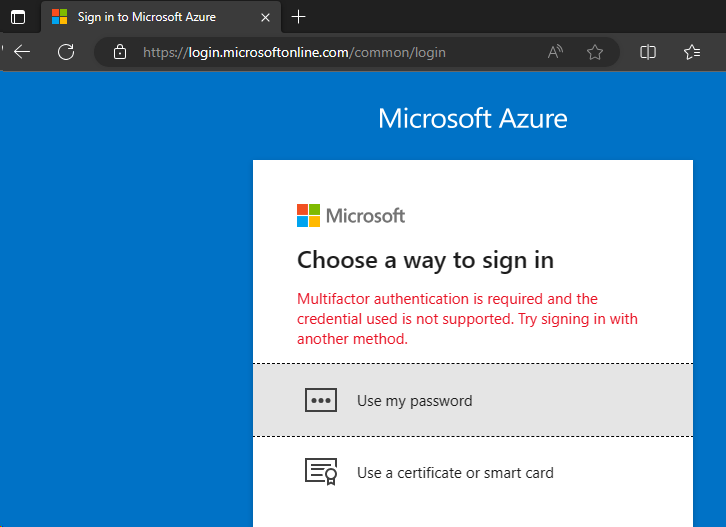 Sign in to Microsoft Azure
https://login.microsoftonline.com/common/login
Microsoft Azure
Microsoft
Choose a way to sign in
Multifactor authentication is required and the
credential used is not supported. Try signing in with
another method.
Use my password
Use a certificate or smart card